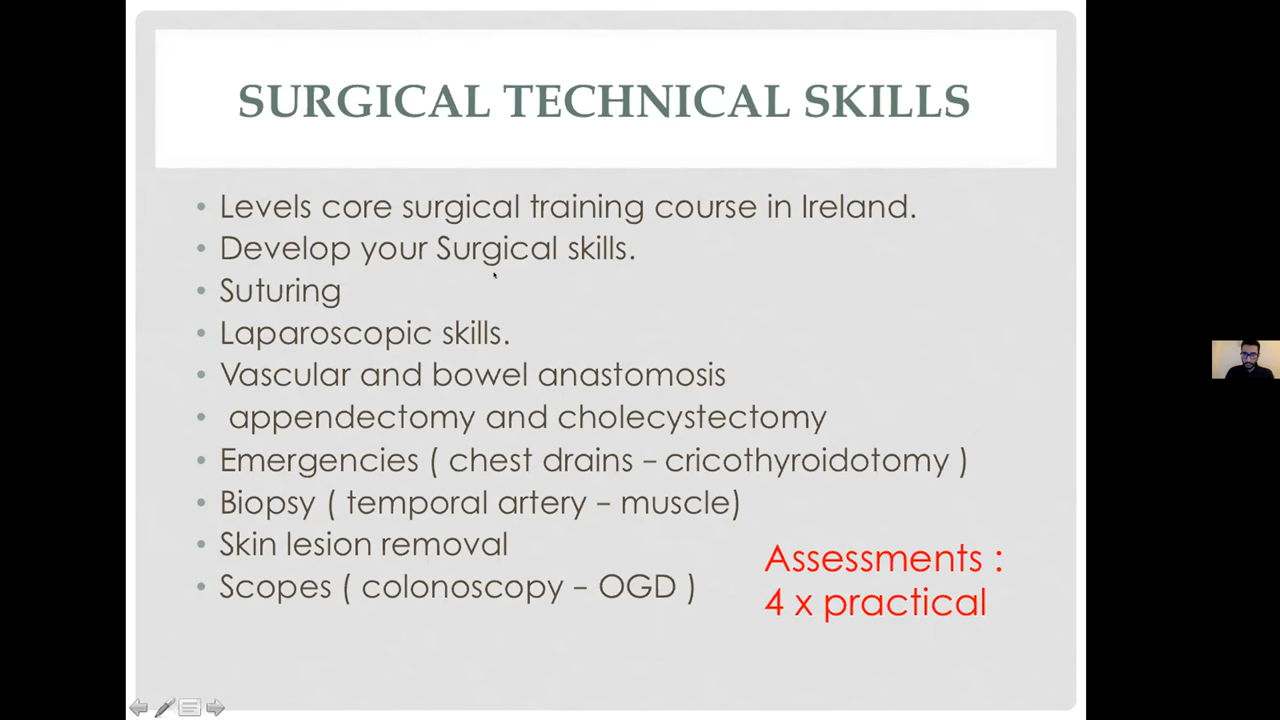 SURGICAL TECHNICAL SKILLS
• Levels core surgical training course in Ireland.
• Develop your Surgical skills.
• Suturing
• Laparoscopic skills.
• Vascular and bowel anastomosis
• appendectomy and cholecystectomy
• Emergencies ( chest drains – cricothyroidotomy )
• Biopsy ( temporal artery – muscle)
• Skin lesion removal
• Scopes ( colonoscopy – OGD )
Assessments :
4 x practical